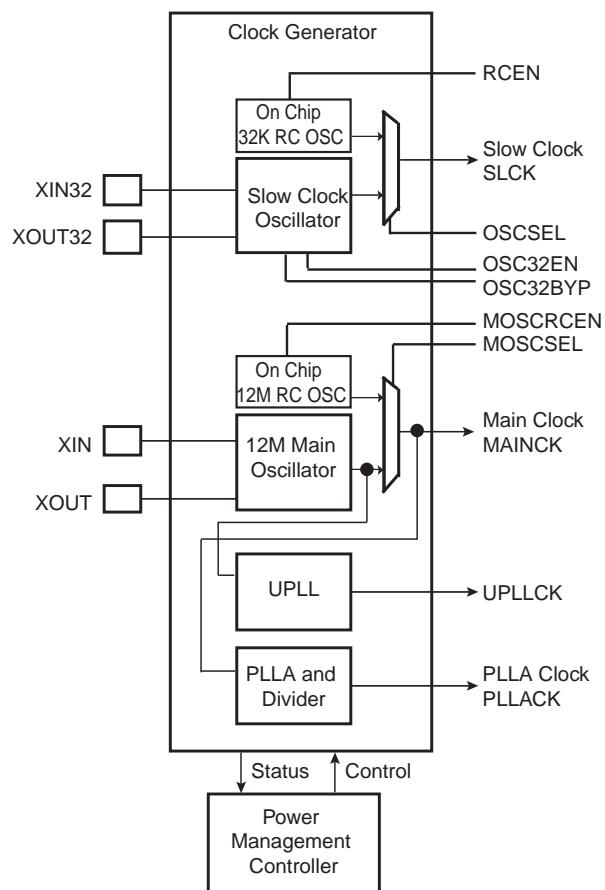 Clock Generator
RCEN
On Chip
32K RC OSC
Slow Clock
SLCK
XIN32
Slow Clock
Oscillator
XOUT32
OSCSEL
OSC32EN
OSC32BYP
MOSCRCEN
MOSCSEL
On Chip
12M RC OSC
Main Clock
MAINCK
XIN
12M Main
Oscillator
XOUT
UPLL
UPLLCK
PLLA and
Divider
PLLA Clock
PLLACK
Status
Control
Power
Management
Controller